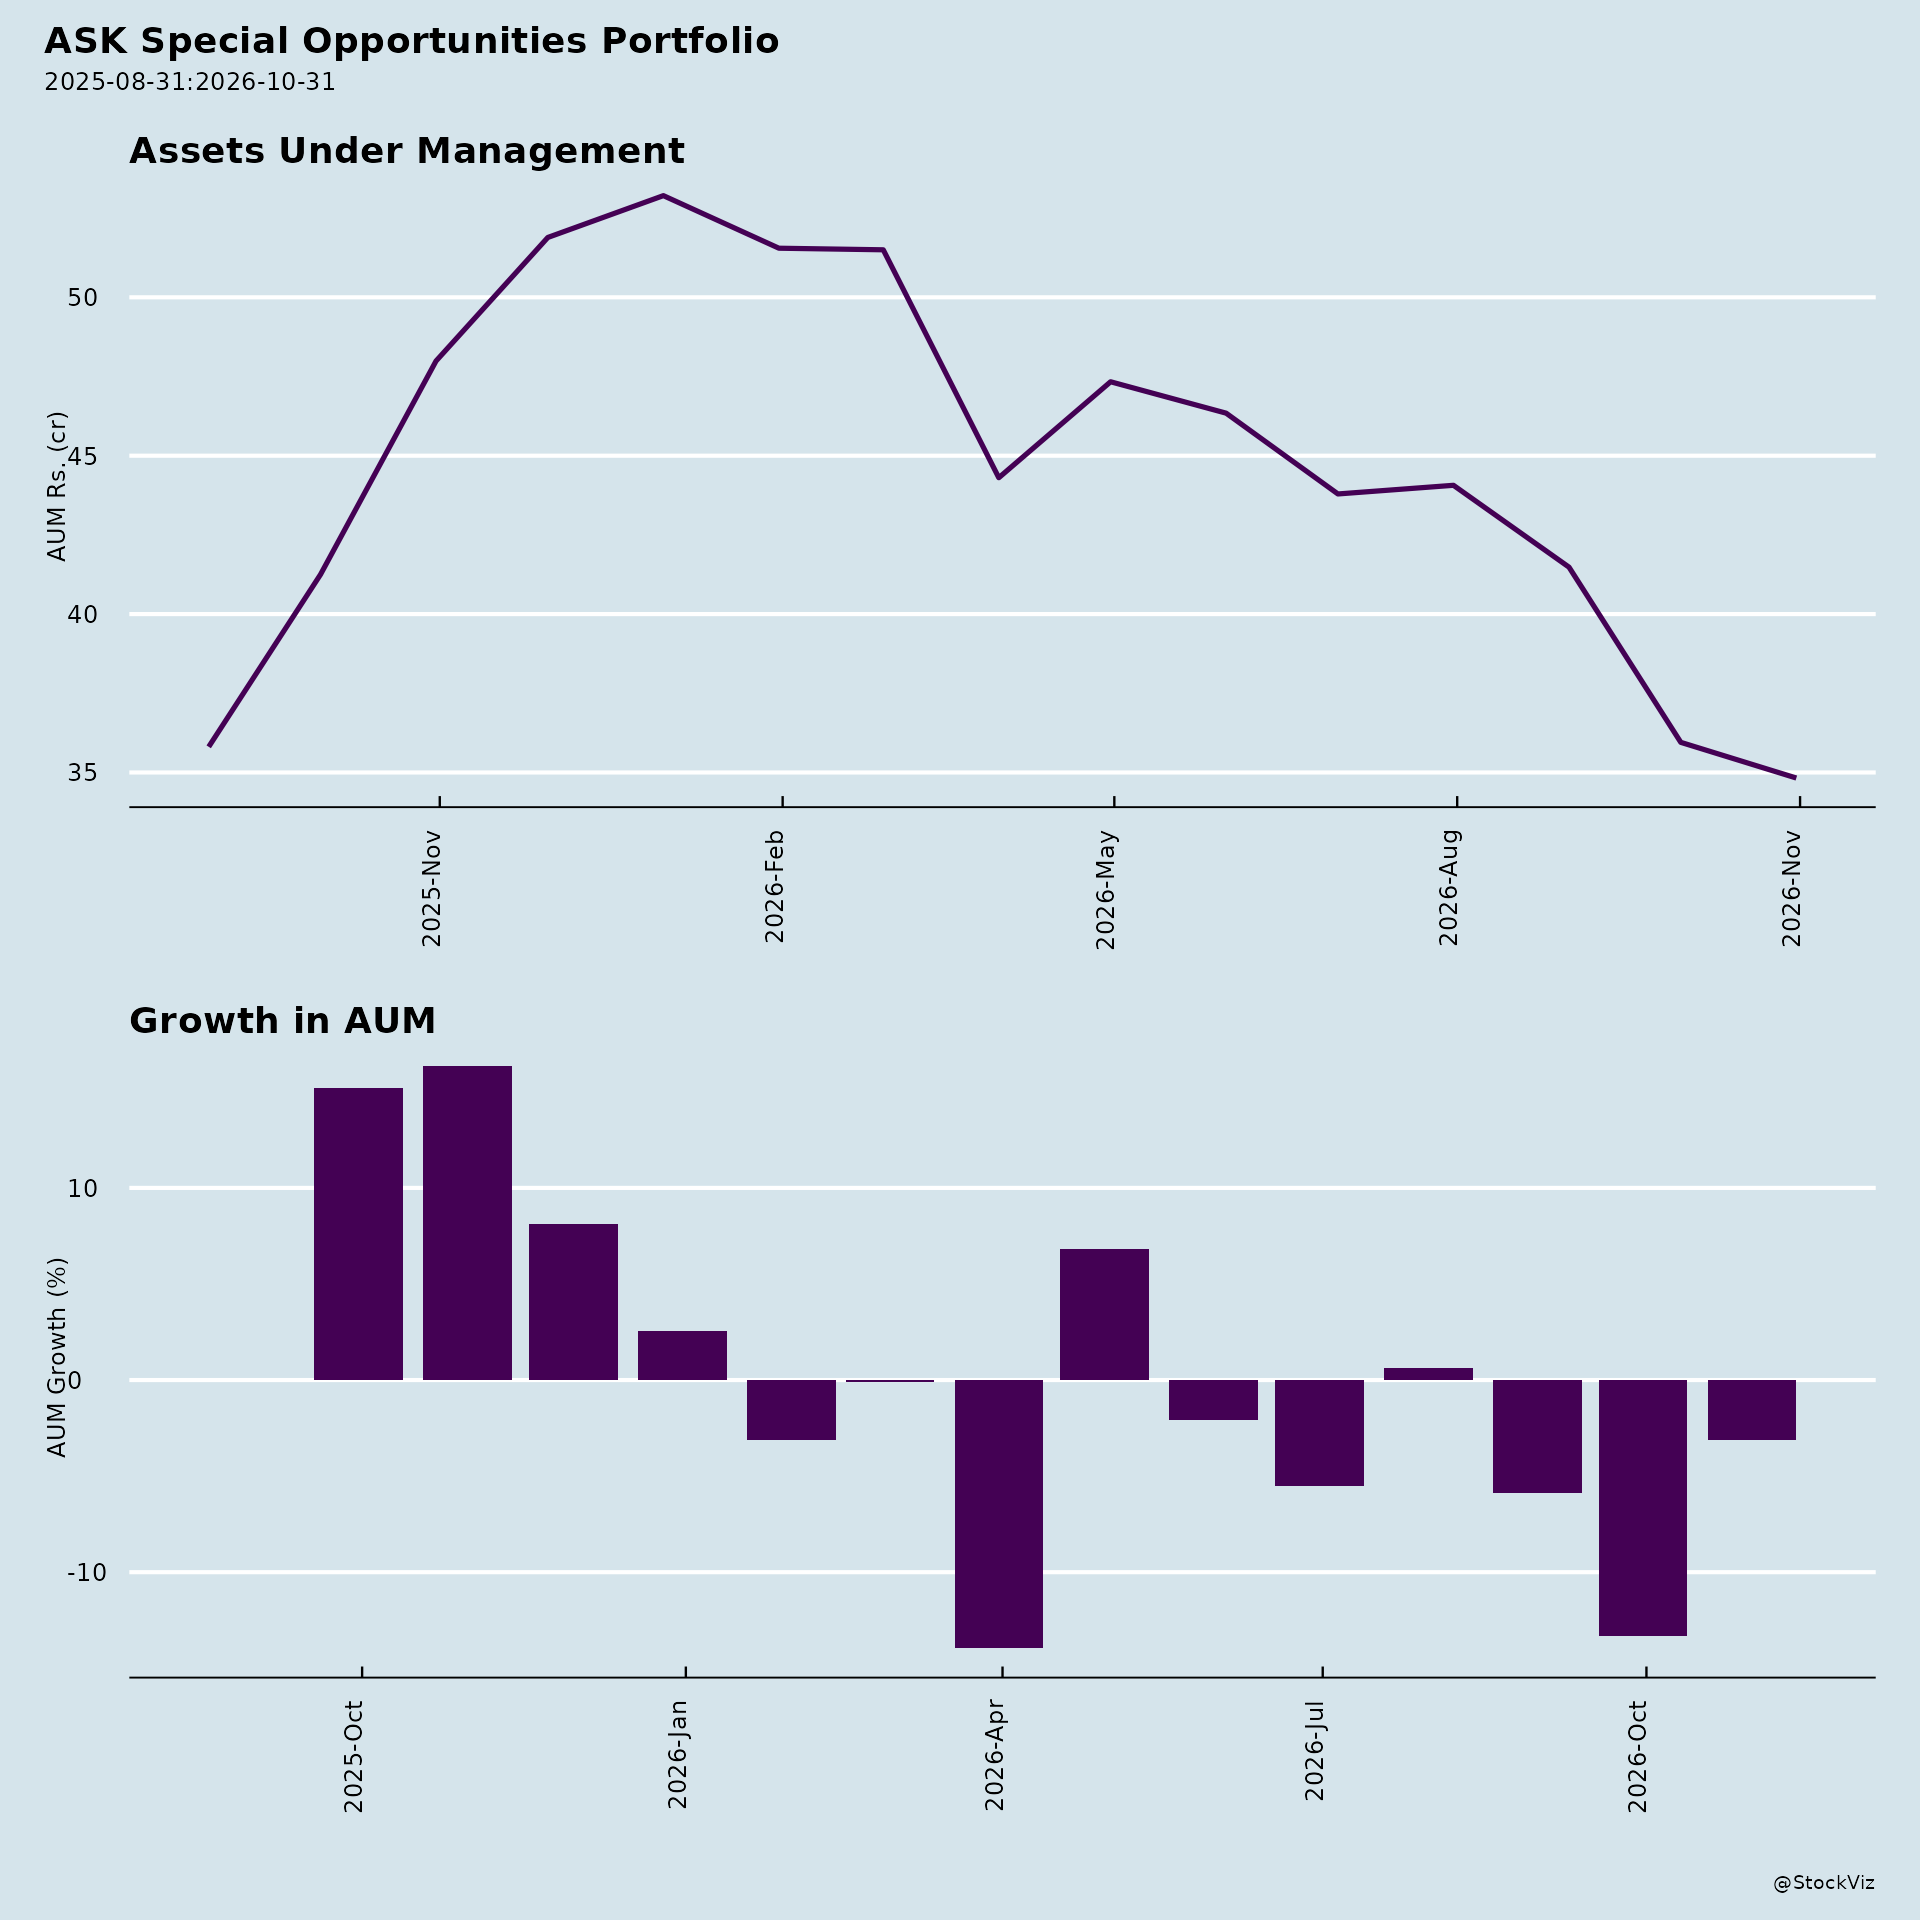 ASK Special Opportunities Portfolio
2025-08-31:2026-10-31
Assets Under Management
AUM Rs. (cr)
50
45
40
35
2025-Nov
2026-Feb
2026-May
2026-Aug
2026-Nov
Growth in AUM
AUM Growth (%)
10
0
-10
2025-Oct
2026-Jan
2026-Apr
2026-Jul
2026-Oct
@StockViz